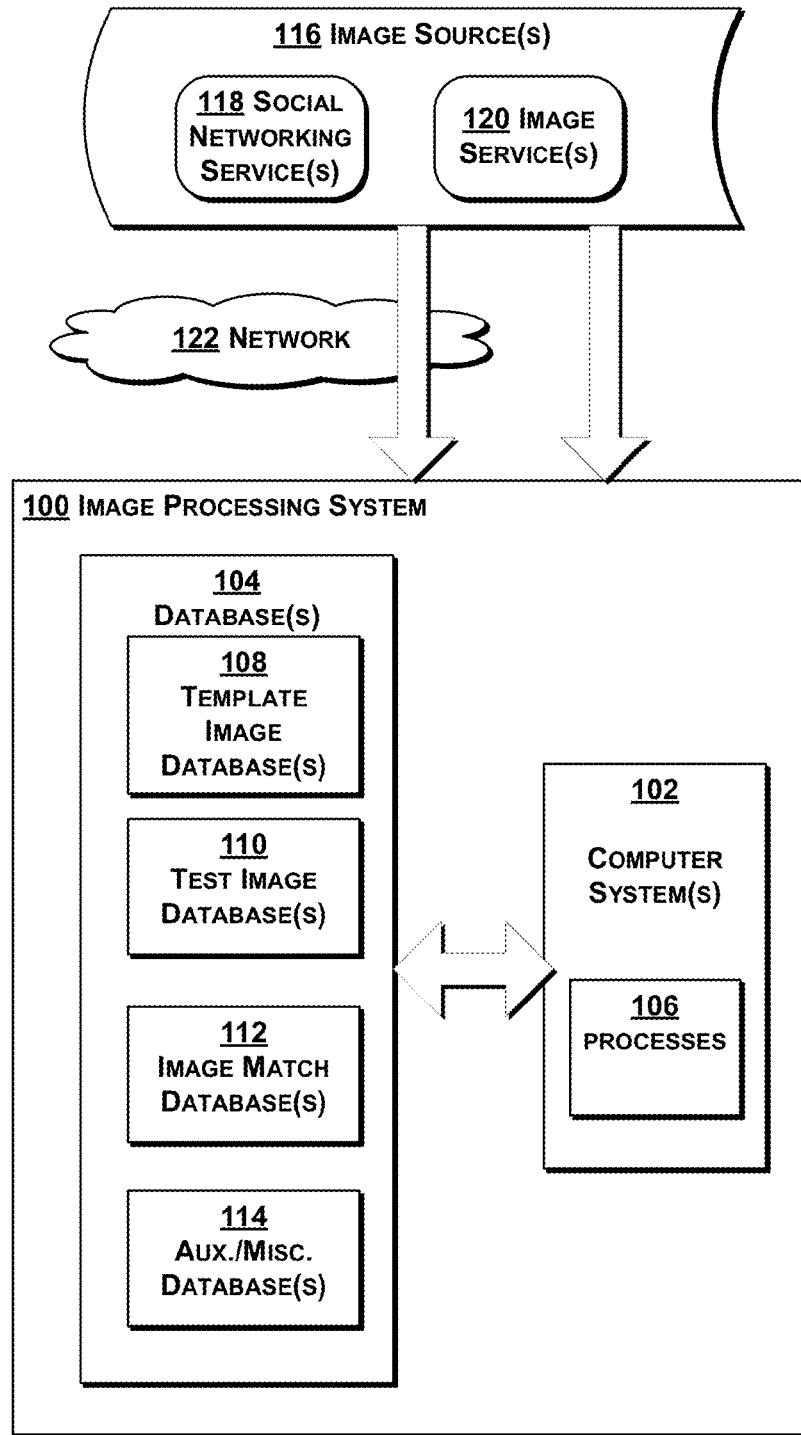 116 IMAGE SOURCE(S)
118 SOCIAL
NETWORKING
SERVICE(S)
120 IMAGE
SERVICE(S)
122 NETWORK
100 IMAGE PROCESSING SYSTEM
104
DATABASE(S)
108
TEMPLATE
IMAGE
DATABASE(S)
110
TEST IMAGE
DATABASE(S)
112
IMAGE MATCH
DATABASE(S)
114
AUX./MISC.
DATABASE(S)
102
COMPUTER
SYSTEM(S)
106
PROCESSES